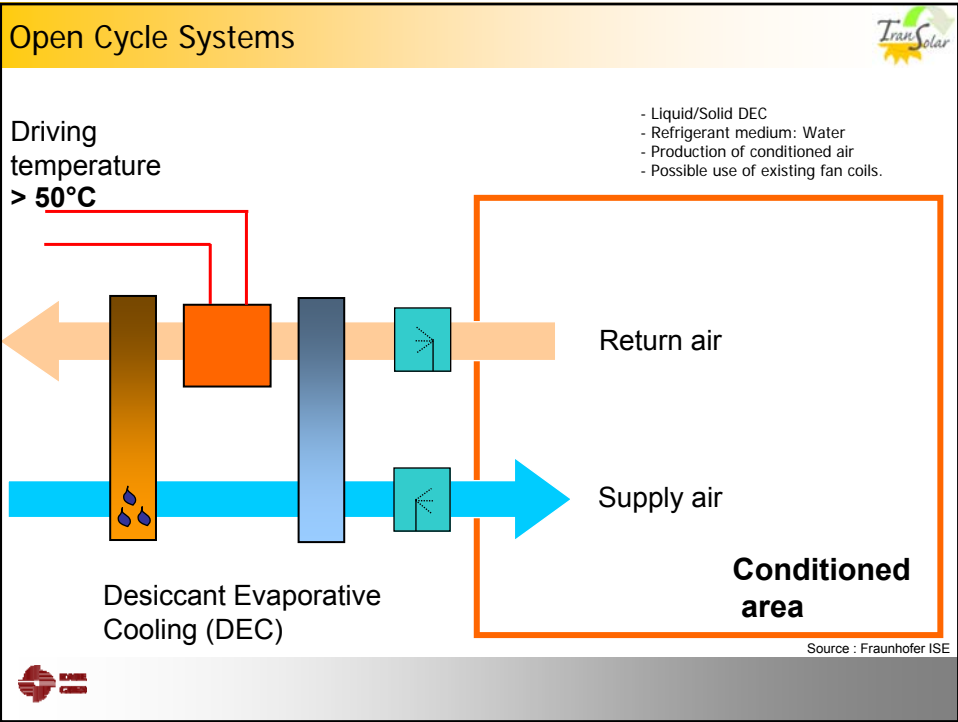 Open Cycle Systems
TranSolar
- Liquid/Solid DEC
- Refrigerant medium: Water
- Production of conditioned air
- Possible use of existing fan coils.
Driving
temperature
> 50°C
Return air
Supply air
Conditioned
area
Desiccant Evaporative
Cooling (DEC)
Source : Fraunhofer ISE